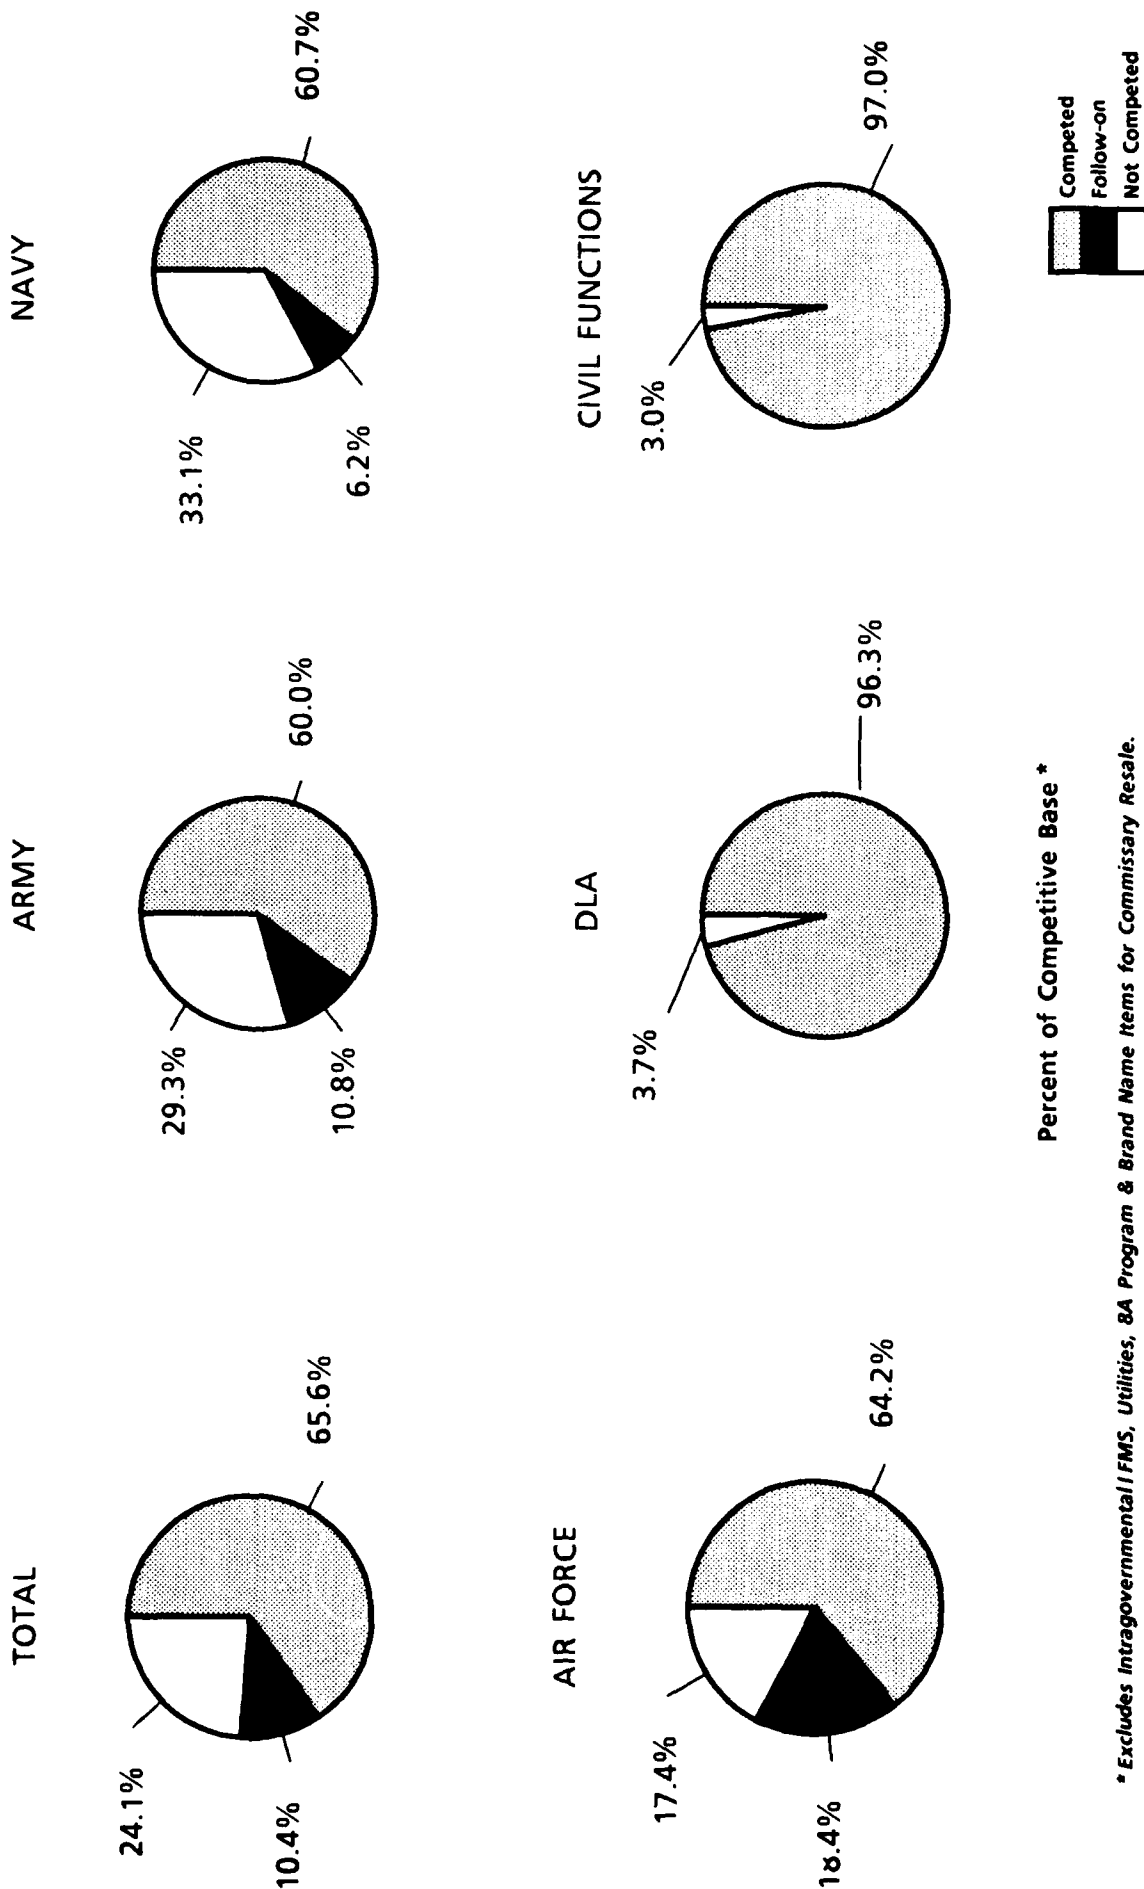 TOTAL
24.1%
65.6%
10.4%
ARMY
29.3%
60.0%
10.8%
NAVY
33.1%
60.7%
6.2%
AIR FORCE
17.4%
64.2%
18.4%
DLA
3.7%
96.3%
CIVIL FUNCTIONS
3.0%
97.0%
Percent of Competitive Base *
Competed
Follow-on
Not Competed
* Excludes Intragovernmental / FMS, Utilities, 8A Program & Brand Name Items for Commissary Resale.